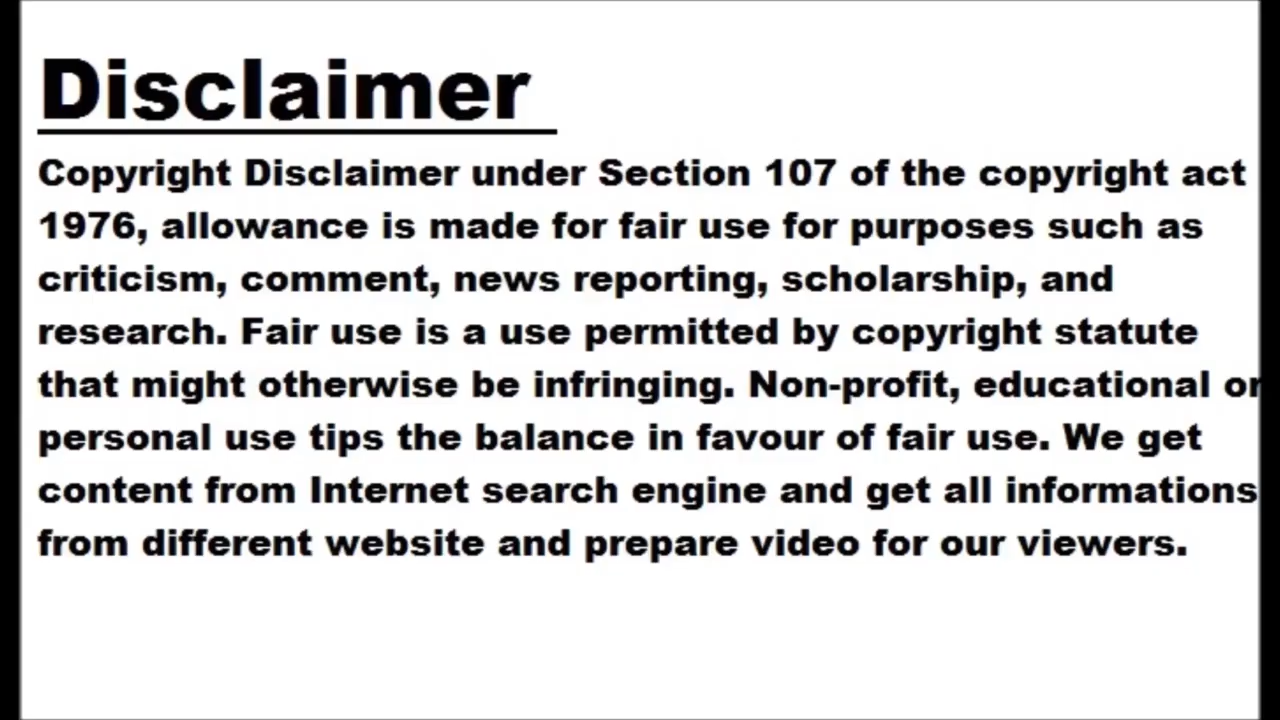 Disclaimer
Copyright Disclaimer under Section 107 of the copyright act
1976, allowance is made for fair use for purposes such as
criticism, comment, news reporting, scholarship, and
research. Fair use is a use permitted by copyright statute
that might otherwise be infringing. Non-profit, educational or
personal use tips the balance in favour of fair use. We get
content from Internet search engine and get all informations
from different website and prepare video for our viewers.